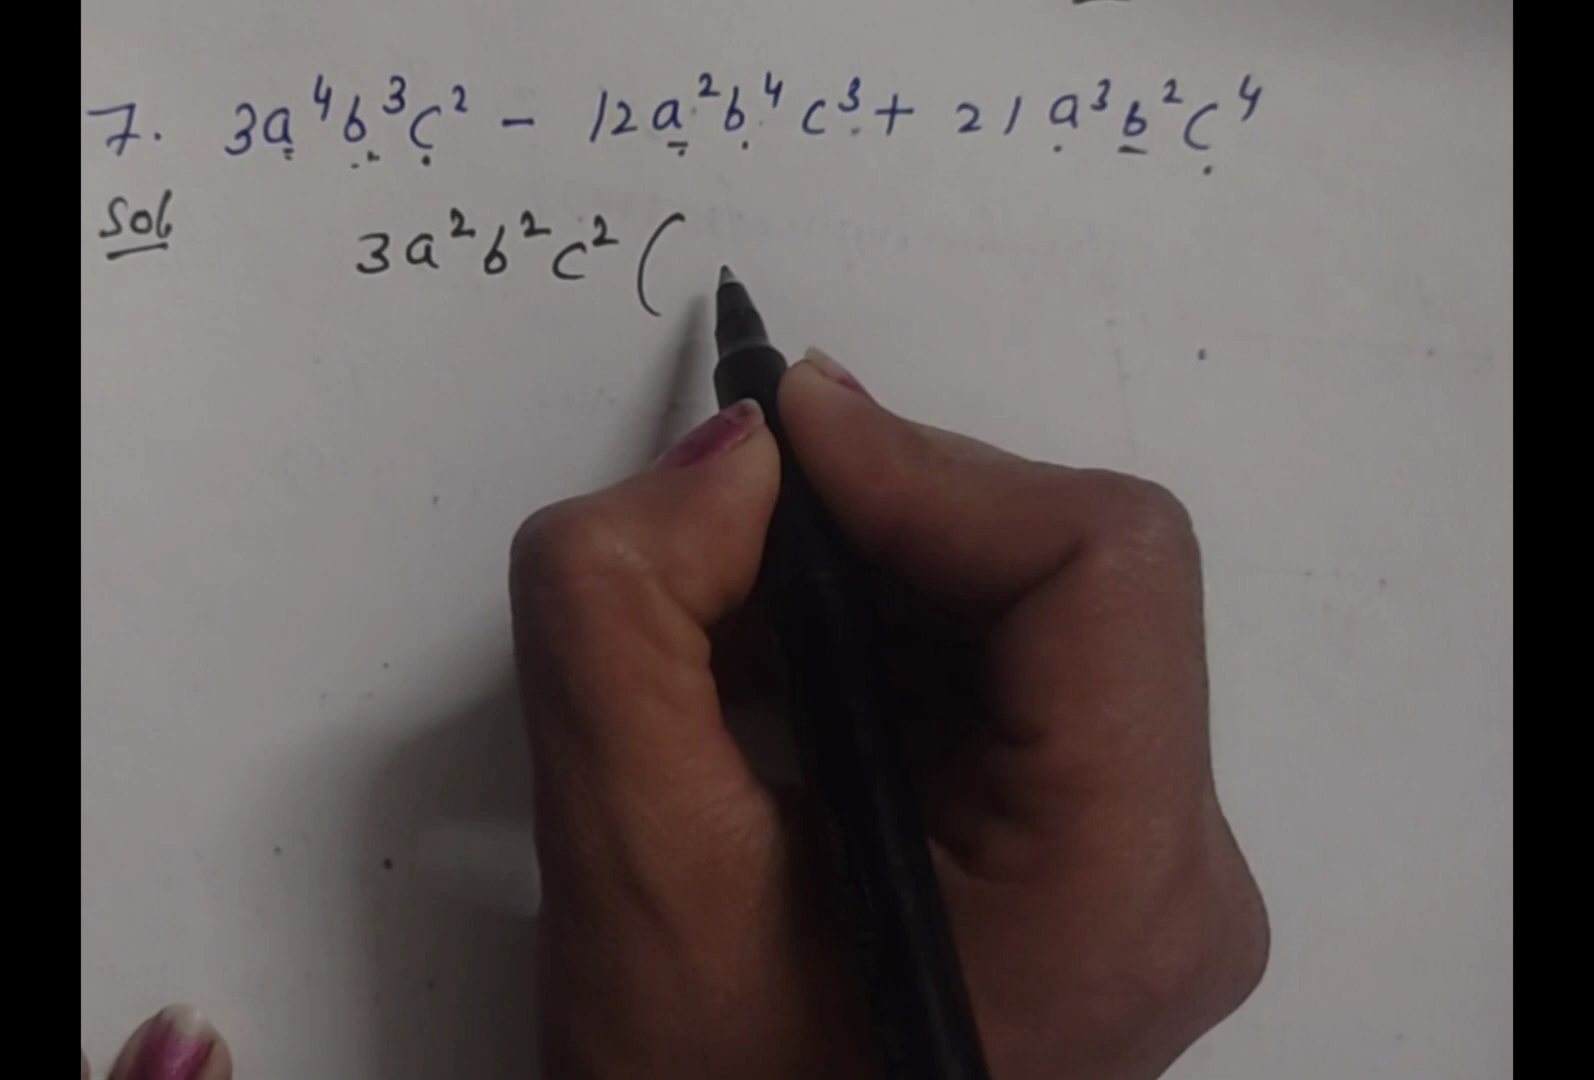 7. 3a⁴b³c² - 12a²b⁴c³ + 21a³b²c⁴
Sol 3a²b²c² (